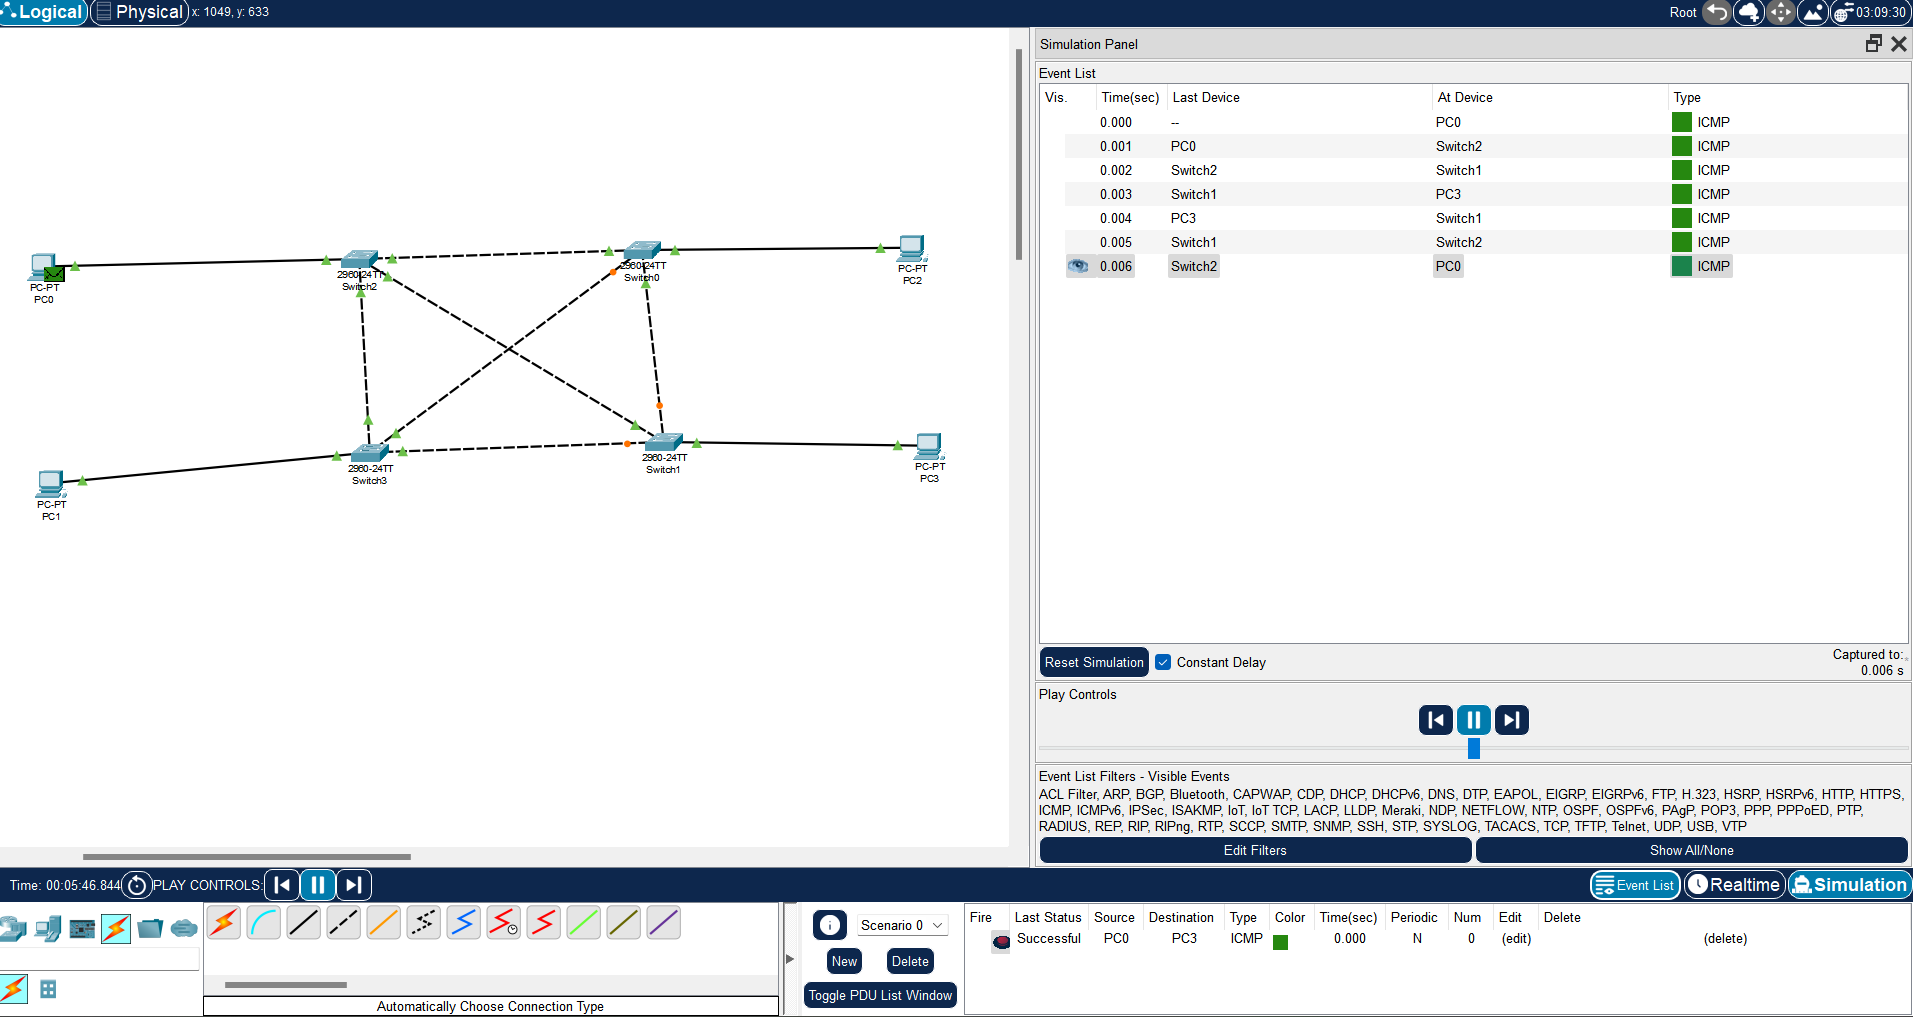 Logical Physical x: 1049, y: 633 Root 03:09:30
Simulation Panel
Event List
Vis. Time(sec) Last Device At Device Type
0.000 -- PC0 ICMP
0.001 PC0 Switch2 ICMP
0.002 Switch2 Switch1 ICMP
0.003 Switch1 PC3 ICMP
0.004 PC3 Switch1 ICMP
0.005 Switch1 Switch2 ICMP
0.006 Switch2 PC0 ICMP
PC-PT
PC0
2960-24TT
Switch2
2960-24TT
Switch0
PC-PT
PC2
PC-PT
PC1
2960-24TT
Switch3
2960-24TT
Switch1
PC-PT
PC3
Reset Simulation Constant Delay Captured to:
0.006 s
Play Controls
Event List Filters - Visible Events
ACL Filter, ARP, BGP, Bluetooth, CAPWAP, CDP, DHCP, DHCPv6, DNS, DTP, EAPOL, EIGRP, EIGRPv6, FTP, H.323, HSRP, HSRPv6, HTTP, HTTPS,
ICMP, ICMPv6, IPSec, ISAKMP, IoT, IoT TCP, LACP, LLDP, Meraki, NDP, NETFLOW, NTP, OSPF, OSPFv6, PAgP, POP3, PPP, PPPoED, PTP,
RADIUS, REP, RIP, RIPng, RTP, SCCP, SMTP, SNMP, SSH, STP, SYSLOG, TACACS, TCP, TFTP, Telnet, UDP, USB, VTP
Edit Filters Show All/None
Time: 00:05:46.844 PLAY CONTROLS: Event List Realtime Simulation
Scenario 0
New Delete
Toggle PDU List Window
Fire Last Status Source Destination Type Color Time(sec) Periodic Num Edit Delete
Successful PC0 PC3 ICMP 0.000 N 0 (edit) (delete)
Automatically Choose Connection Type